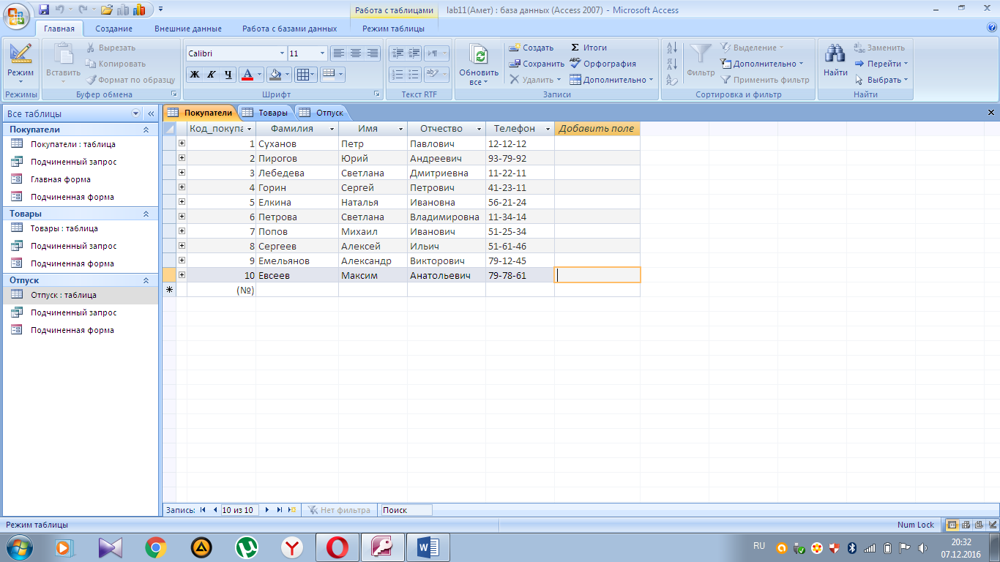 Работа с таблицами lab11(Амет) : база данных (Access 2007) - Microsoft Access
Главная Создание Внешние данные Работа с базами данных Режим таблицы
Режим
Режимы
Вставить
Вырезать
Копировать
Формат по образцу
Буфер обмена
Calibri 11
Ж К Ч А
Шрифт
Текст RTF
Обновить все
Создать
Сохранить
Удалить
Итоги
Орфография
Дополнительно
Записи
Фильтр
Выделение
Дополнительно
Применить фильтр
Сортировка и фильтр
Найти
Заменить
Перейти
Выбрать
Найти
Все таблицы
Покупатели
Покупатели : таблица
Подчиненный запрос
Главная форма
Подчиненная форма
Товары
Товары : таблица
Подчиненный запрос
Подчиненная форма
Отпуск
Отпуск : таблица
Подчиненный запрос
Подчиненная форма
Покупатели Товары Отпуск
Код_покупа Фамилия Имя Отчество Телефон Добавить поле
1 Суханов Петр Павлович 12-12-12
2 Пирогов Юрий Андреевич 93-79-92
3 Лебедева Светлана Дмитриевна 11-22-11
4 Горин Сергей Петрович 41-23-11
5 Елкина Наталья Ивановна 56-21-24
6 Петрова Светлана Владимировна 11-34-14
7 Попов Михаил Иванович 51-25-34
8 Сергеев Алексей Ильич 51-61-46
9 Емельянов Александр Викторович 79-12-45
10 Евсеев Максим Анатольевич 79-78-61
(№)
Запись: 10 из 10 Нет фильтра Поиск
Режим таблицы Num Lock
RU 20:32
07.12.2016